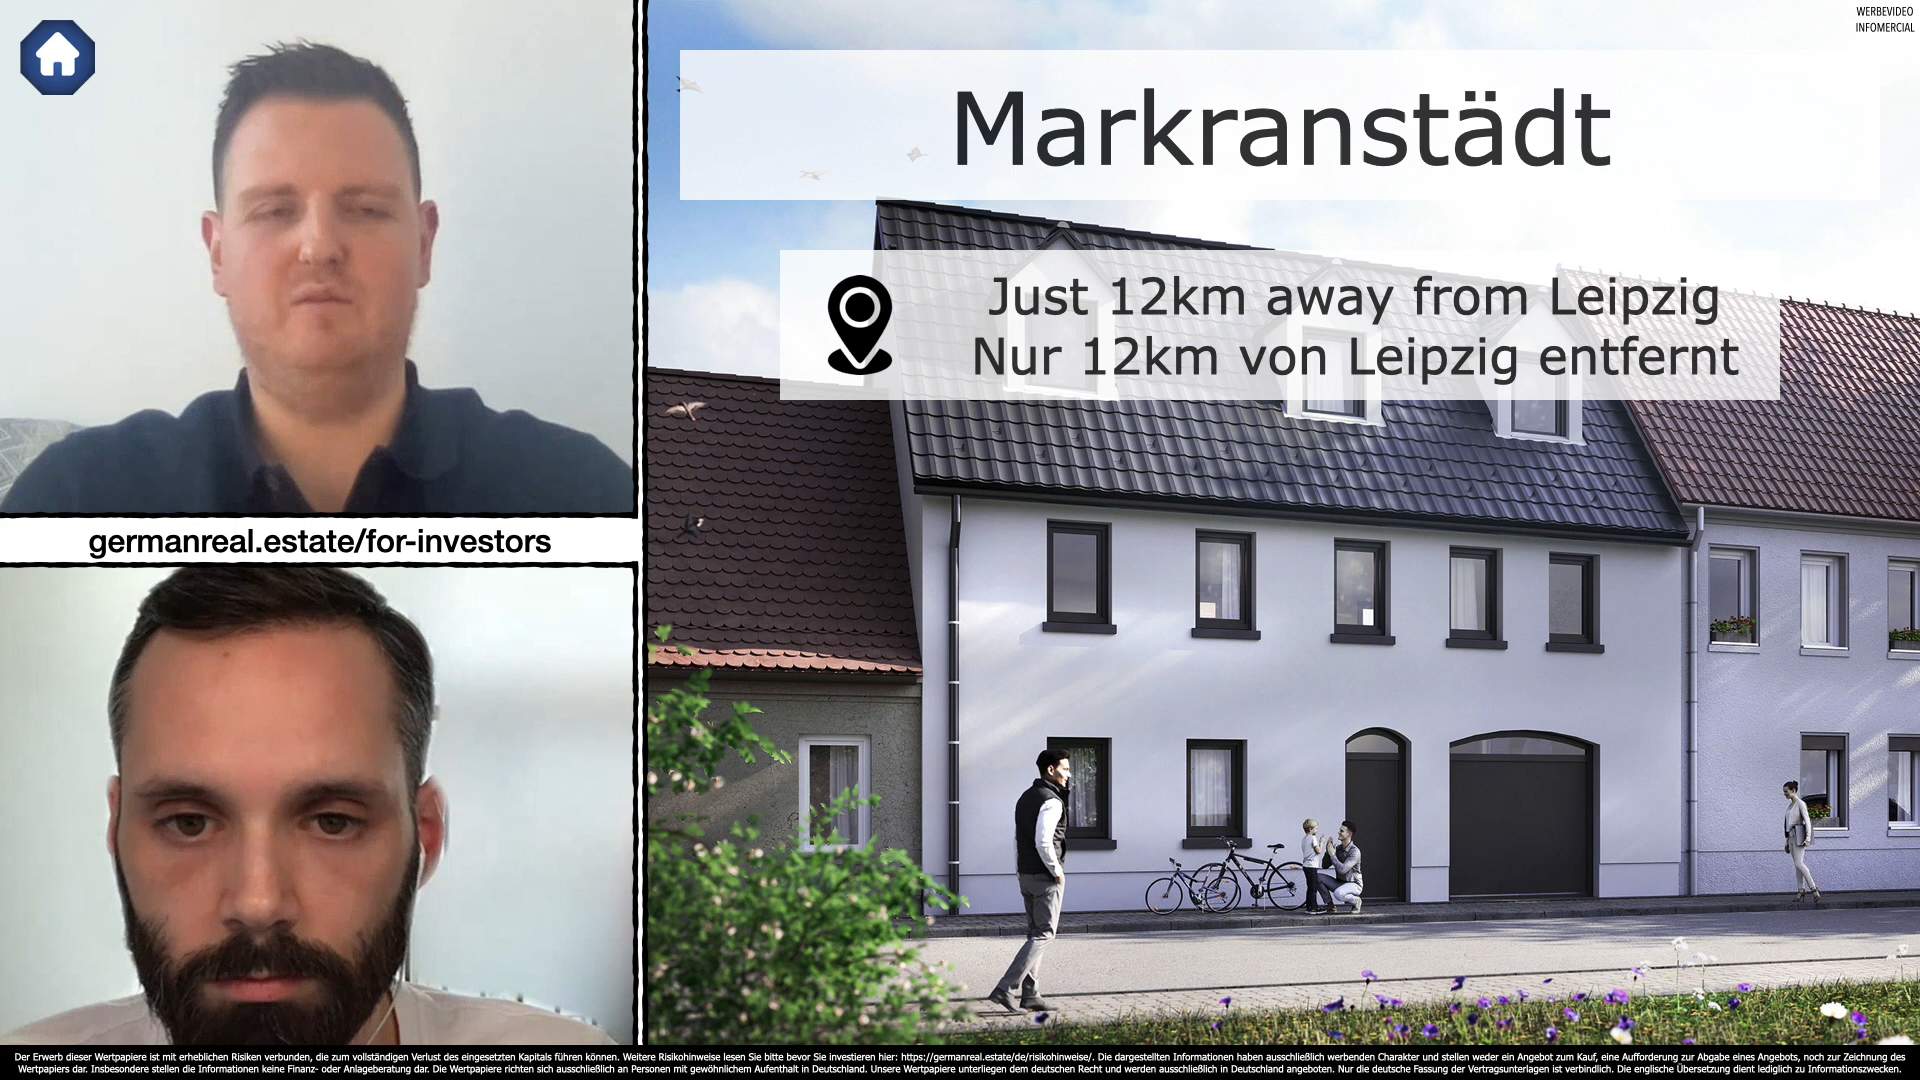 WERBEVIDEO
INFOMERCIAL
Markranstädt
Just 12km away from Leipzig
Nur 12km von Leipzig entfernt
germanreal.estate/for-investors
Der Erwerb dieser Wertpapiere ist mit erheblichen Risiken verbunden, die zum vollständigen Verlust des eingesetzten Kapitals führen können. Weitere Risikohinweise lesen Sie bitte bevor Sie investieren hier: https://germanreal.estate/de/risikohinweise/. Die dargestellten Informationen haben ausschließlich werbenden Charakter und stellen weder ein Angebot zum Kauf, eine Aufforderung zur Abgabe eines Angebots, noch zur Zeichnung des
Wertpapiers dar. Insbesondere stellen die Informationen keine Finanz- oder Anlageberatung dar. Die Wertpapiere richten sich ausschließlich an Personen mit gewöhnlichem Aufenthalt in Deutschland. Unsere Wertpapiere unterliegen dem deutschen Recht und werden ausschließlich in Deutschland angeboten. Nur die deutsche Fassung der Vertragsunterlagen ist verbindlich. Die englische Übersetzung dient lediglich zu Informationszwecken.